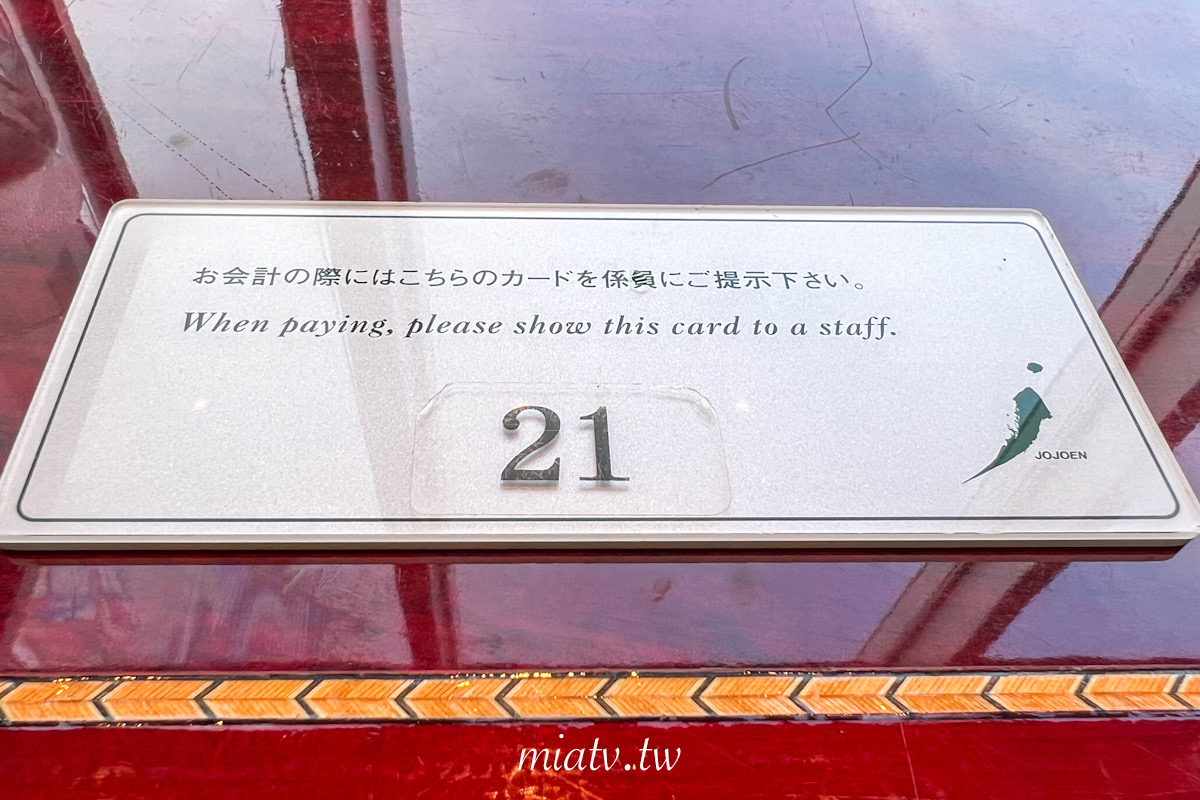 お会計の際にはこちらのカードを係員にご提示下さい。
When paying, please show this card to a staff.
21
JOJOEN
miatv.tw